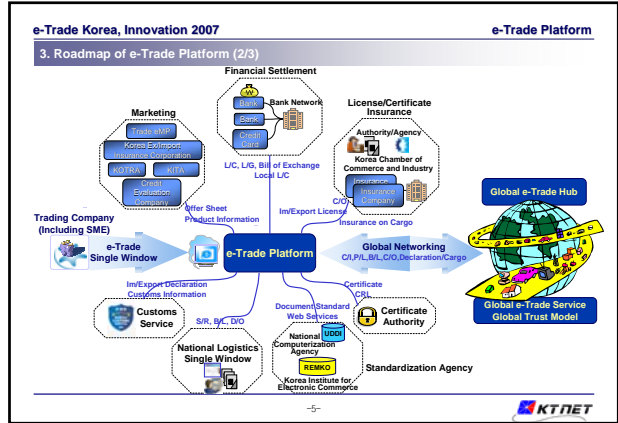 e-Trade Korea, Innovation 2007
e-Trade Platform
3. Roadmap of e-Trade Platform (2/3)
Financial Settlement
Bank
Bank Network
Bank
Credit
Card
Marketing
Trade eMP
Korea Ex/Import
Insurance Corporation
KOTRA
KITA
Credit
Evaluation
Company
License/Certificate
Insurance
Authority/Agency
Korea Chamber of
Commerce and Industry
Insurance
Insurance
Company
L/C, L/G, Bill of Exchange
Local L/C
Offer Sheet
Product Information
C/O
Im/Export License
Insurance on Cargo
Trading Company
(Including SME)
e-Trade
Single Window
e-Trade Platform
Global Networking
C/I,P/L,B/L,C/O,Declaration/Cargo
Global e-Trade Hub
Global e-Trade Service
Global Trust Model
Im/Export Declaration
Customs Information
Customs
Service
S/R, B/L, D/O
National Logistics
Single Window
Document Standard
Web Services
National
Computerization
Agency
UDDI
REMKO
Korea Institute for
Electronic Commerce
Standardization Agency
Certificate
CRL
Certificate
Authority
-5-
KTNET